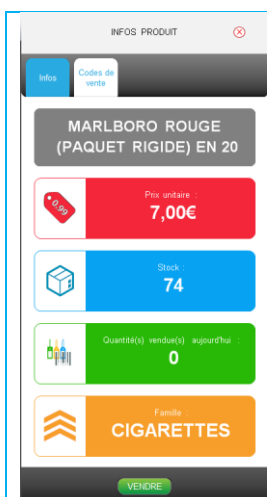 INFOS PRODUIT
Infos
Codes de
vente
MARLBORO ROUGE
(PAQUET RIGIDE) EN 20
0.99
Prix unitaire :
7,00€
Stock :
74
Quantité(s) vendue(s) aujourd'hui :
0
Famille :
CIGARETTES
VENDRE